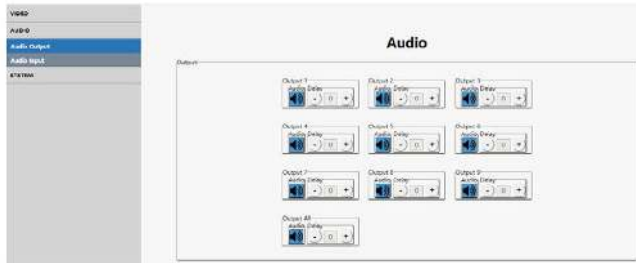 VIDEO
AUDIO
Audio Output
Audio Input
SYSTEM
Audio
Output
Output 1 Output 2 Output 3
Audio Delay Audio Delay Audio Delay
- 0 + - 0 + - 0 +
Output 4 Output 5 Output 6
Audio Delay Audio Delay Audio Delay
- 0 + - 0 + - 0 +
Output 7 Output 8 Output 9
Audio Delay Audio Delay Audio Delay
- 0 + - 0 + - 0 +
Output All
Audio Delay
- 0 +